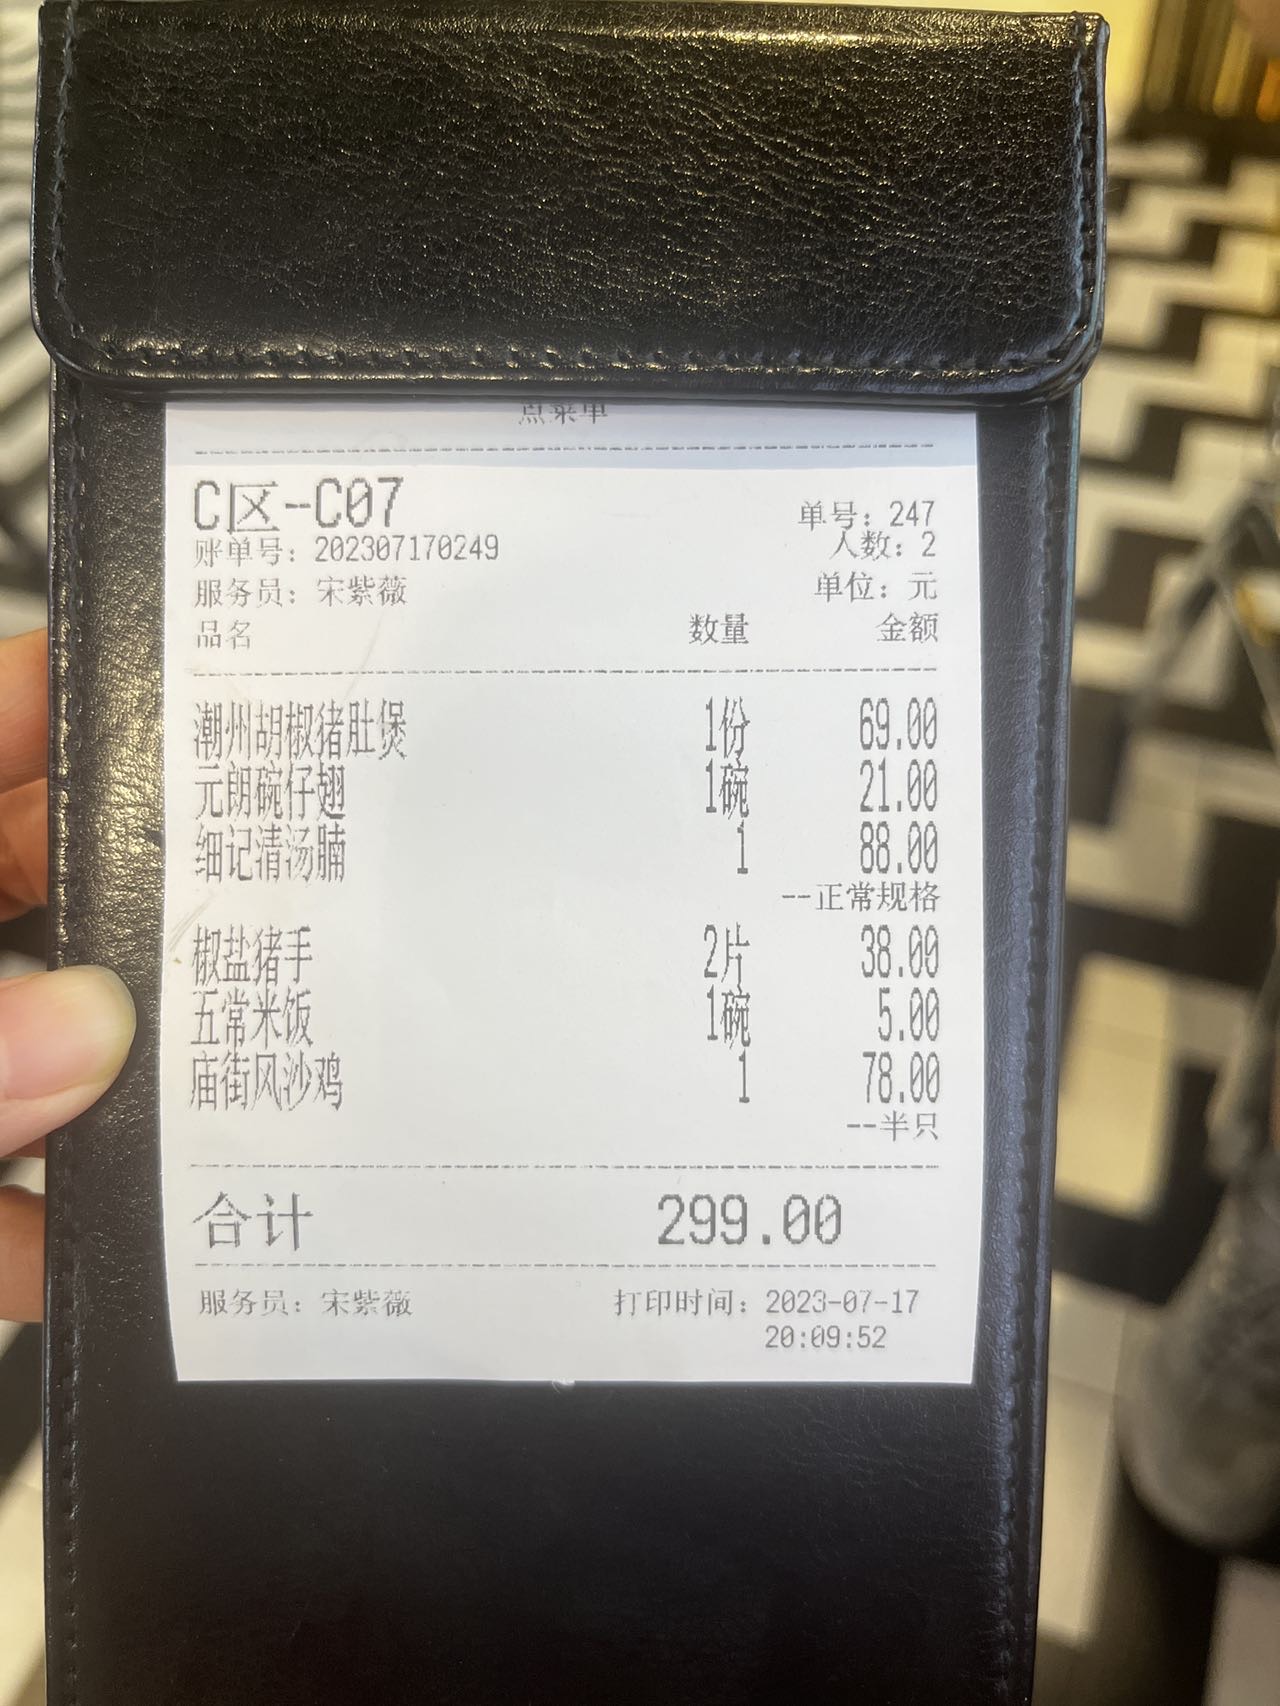 点菜单
C区-C07
单号：247
账单号：202307170249
人数：2
服务员：宋紫薇
单位：元
品名 数量 金额
潮州胡椒猪肚煲 1份 69.00
元朗碗仔翅 1碗 21.00
细记清汤腩 1 88.00
--正常规格
椒盐猪手 2片 38.00
五常米饭 1碗 5.00
庙街风沙鸡 1 78.00
--半只
合计 299.00
服务员：宋紫薇 打印时间：2023-07-17
20:09:52